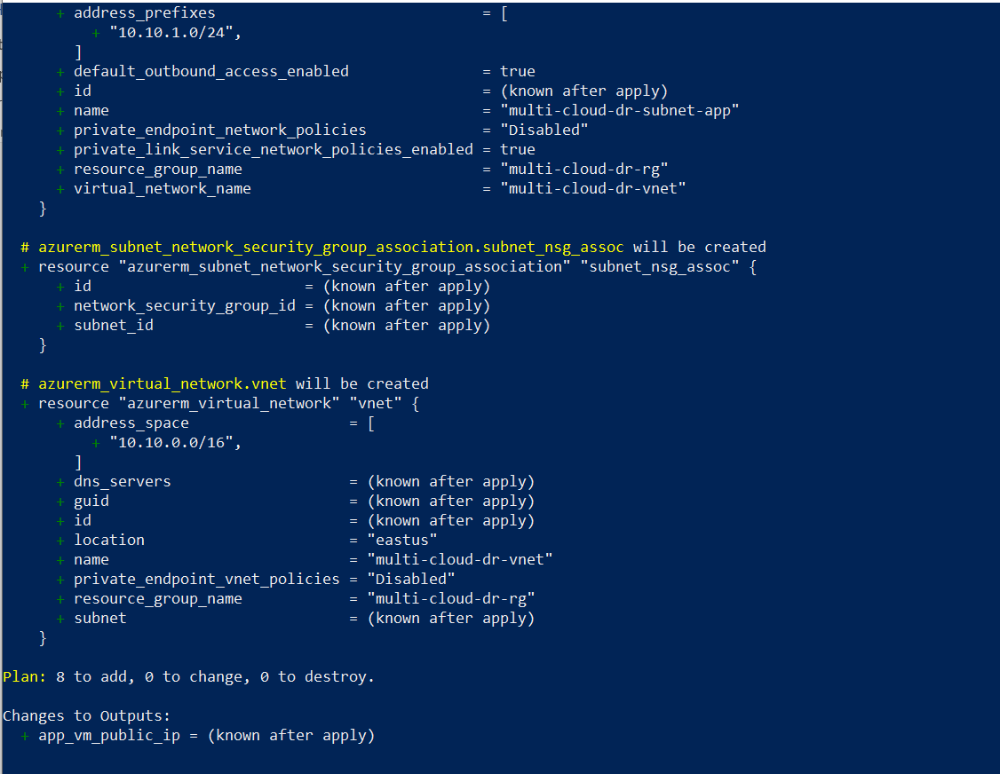 + address_prefixes = [
+ "10.10.1.0/24",
]
+ default_outbound_access_enabled = true
+ id = (known after apply)
+ name = "multi-cloud-dr-subnet-app"
+ private_endpoint_network_policies = "Disabled"
+ private_link_service_network_policies_enabled = true
+ resource_group_name = "multi-cloud-dr-rg"
+ virtual_network_name = "multi-cloud-dr-vnet"
}
# azurerm_subnet_network_security_group_association.subnet_nsg_assoc will be created
+ resource "azurerm_subnet_network_security_group_association" "subnet_nsg_assoc" {
+ id = (known after apply)
+ network_security_group_id = (known after apply)
+ subnet_id = (known after apply)
}
# azurerm_virtual_network.vnet will be created
+ resource "azurerm_virtual_network" "vnet" {
+ address_space = [
+ "10.10.0.0/16",
]
+ dns_servers = (known after apply)
+ guid = (known after apply)
+ id = (known after apply)
+ location = "eastus"
+ name = "multi-cloud-dr-vnet"
+ private_endpoint_vnet_policies = "Disabled"
+ resource_group_name = "multi-cloud-dr-rg"
+ subnet = (known after apply)
}
Plan: 8 to add, 0 to change, 0 to destroy.
Changes to Outputs:
+ app_vm_public_ip = (known after apply)